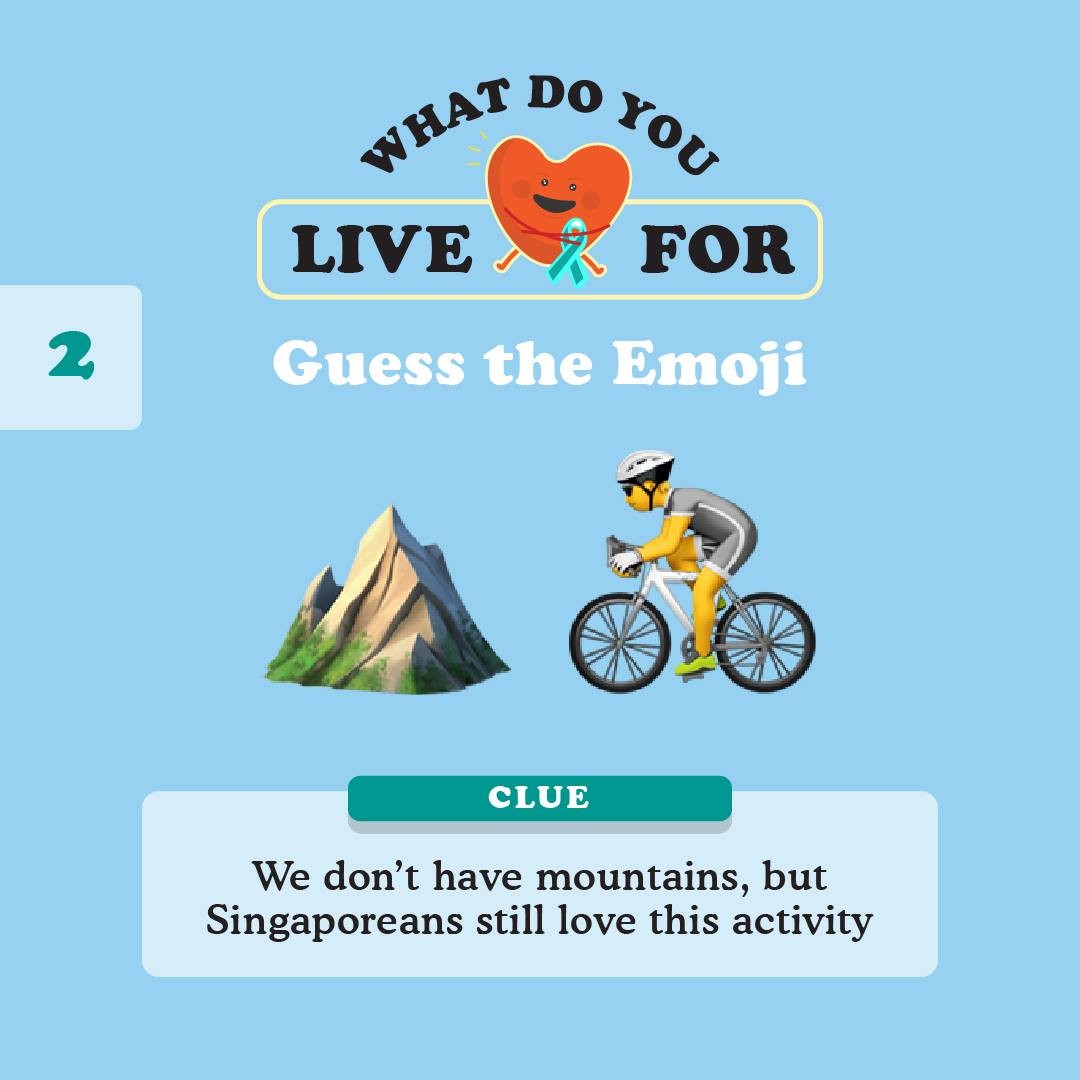 WHAT DO YOU
LIVE FOR
2
Guess the Emoji
CLUE
We don't have mountains, but
Singaporeans still love this activity